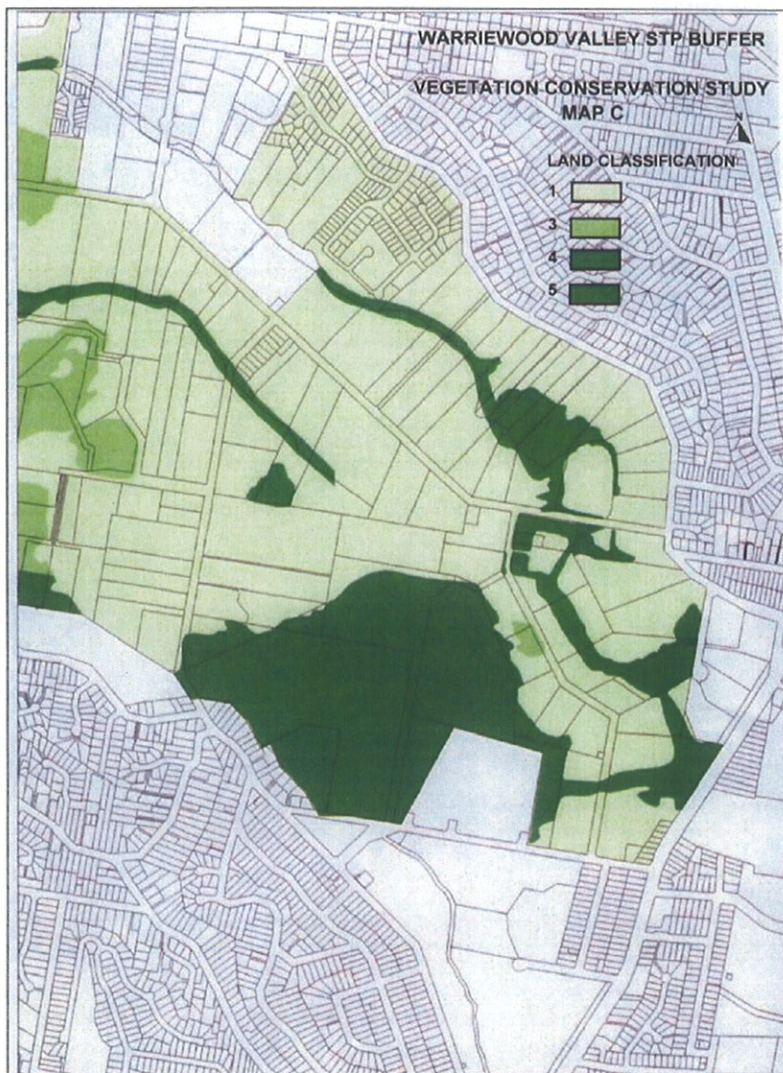 WARRIEWOOD VALLEY STP BUFFER
VEGETATION CONSERVATION STUDY
MAP C
N
LAND CLASSIFICATION
1
3
4
5